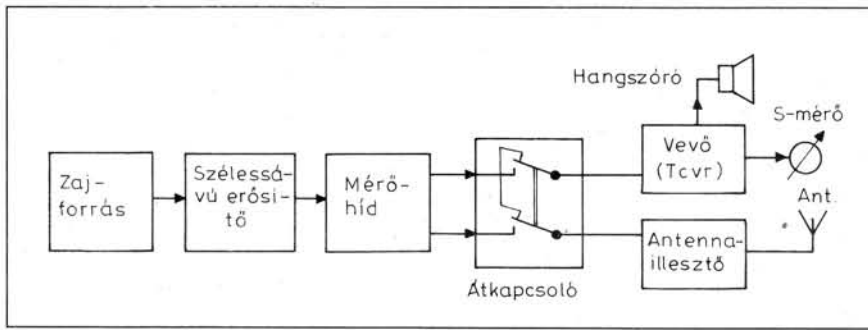 Hangszóró
S-mérő
Zaj-
forrás
Szélessá-
vú erősí-
tő
Mérő-
híd
Vevő
(Tcvr)
Ant.
Antenna-
illesztő
Átkapcsoló